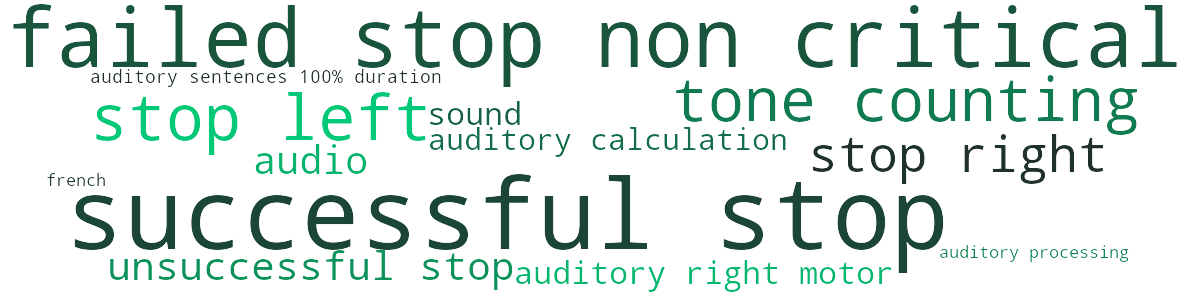 failed stop non critical
auditory sentences 100% duration
stop left
sound
tone counting
auditory calculation
audio
stop right
french
successful stop
unsuccessful stop
auditory right motor
auditory processing